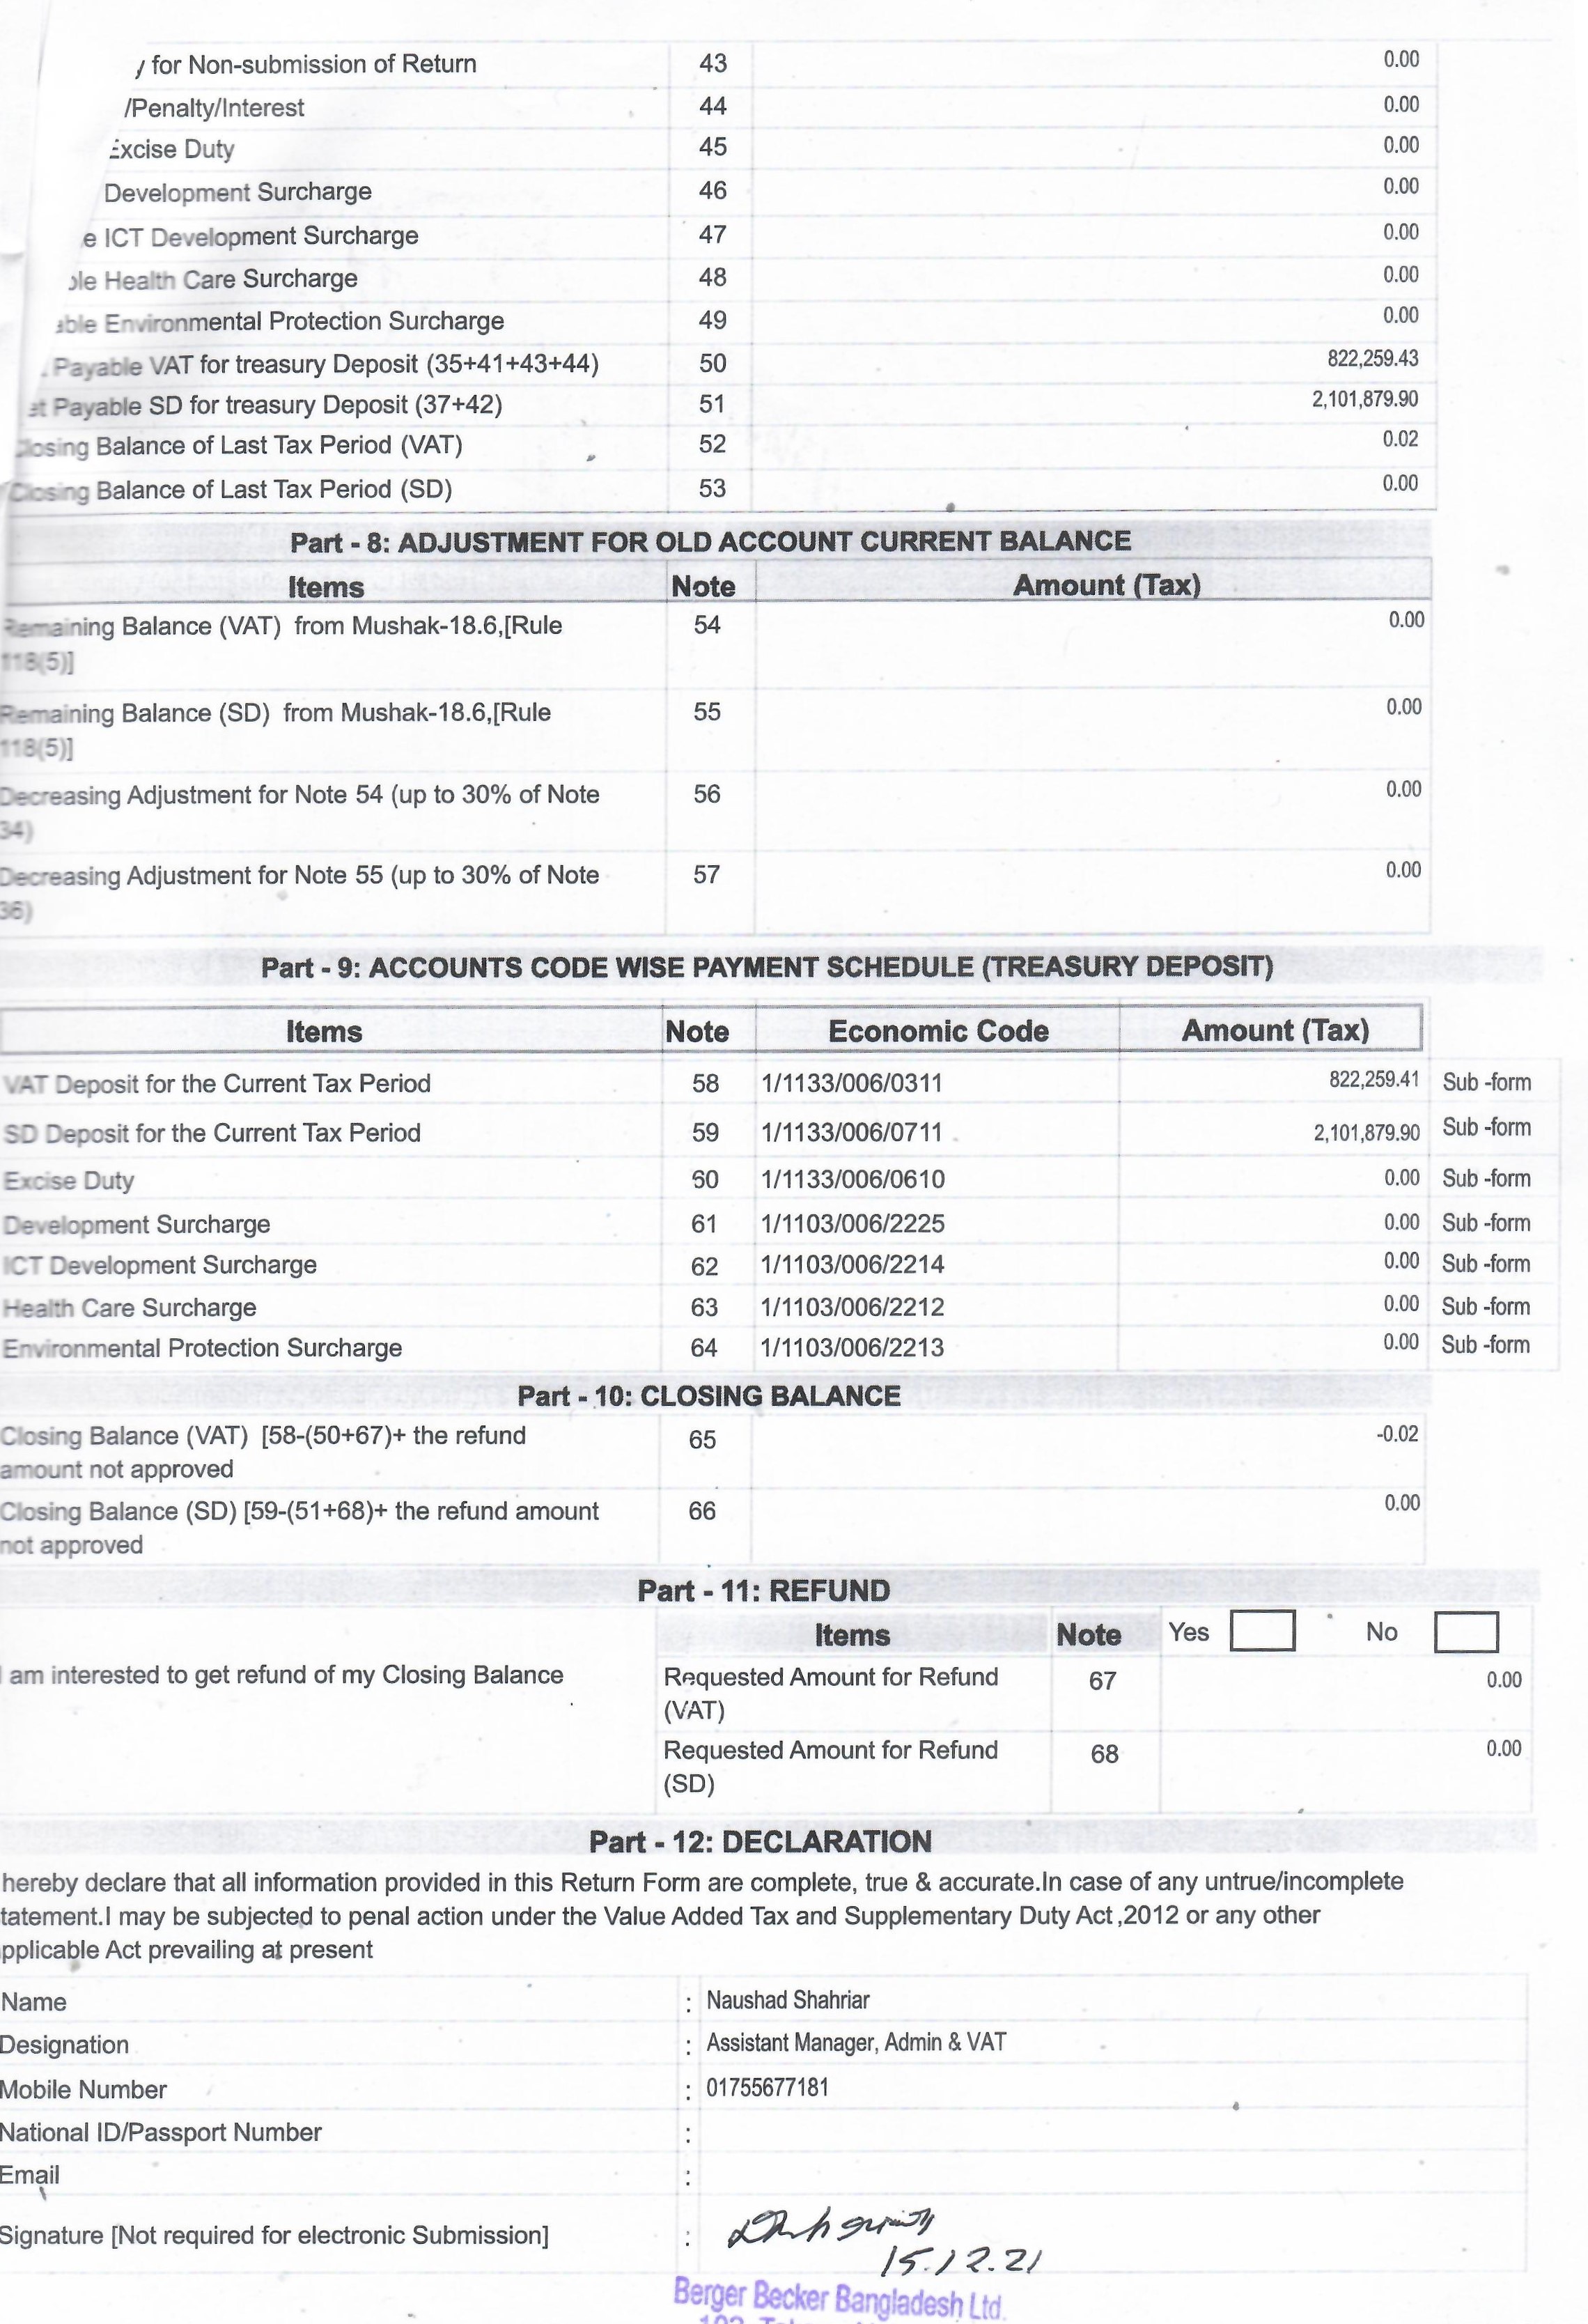 for Non-submission of Return 43 0.00
/Penalty/Interest 44 0.00
Excise Duty 45 0.00
Development Surcharge 46 0.00
e ICT Development Surcharge 47 0.00
ble Health Care Surcharge 48 0.00
able Environmental Protection Surcharge 49 0.00
Payable VAT for treasury Deposit (35+41+43+44) 50 822,259.43
et Payable SD for treasury Deposit (37+42) 51 2,101,879.90
Closing Balance of Last Tax Period (VAT) 52 0.02
Closing Balance of Last Tax Period (SD) 53 0.00
Part - 8: ADJUSTMENT FOR OLD ACCOUNT CURRENT BALANCE
Items Note Amount (Tax)
Remaining Balance (VAT) from Mushak-18.6,[Rule 54 0.00
118(5)]
Remaining Balance (SD) from Mushak-18.6,[Rule 55 0.00
118(5)]
Decreasing Adjustment for Note 54 (up to 30% of Note 56 0.00
34)
Decreasing Adjustment for Note 55 (up to 30% of Note 57 0.00
36)
Part - 9: ACCOUNTS CODE WISE PAYMENT SCHEDULE (TREASURY DEPOSIT)
Items Note Economic Code Amount (Tax)
VAT Deposit for the Current Tax Period 58 1/1133/006/0311 822,259.41 Sub -form
SD Deposit for the Current Tax Period 59 1/1133/006/0711 2,101,879.90 Sub -form
Excise Duty 60 1/1133/006/0610 0.00 Sub -form
Development Surcharge 61 1/1103/006/2225 0.00 Sub -form
ICT Development Surcharge 62 1/1103/006/2214 0.00 Sub -form
Health Care Surcharge 63 1/1103/006/2212 0.00 Sub -form
Environmental Protection Surcharge 64 1/1103/006/2213 0.00 Sub -form
Part - 10: CLOSING BALANCE
Closing Balance (VAT) [58-(50+67)+ the refund 65 -0.02
amount not approved
Closing Balance (SD) [59-(51+68)+ the refund amount 66 0.00
not approved
Part - 11: REFUND
Items Note Yes No
I am interested to get refund of my Closing Balance Requested Amount for Refund 67 0.00
(VAT)
Requested Amount for Refund 68 0.00
(SD)
Part - 12: DECLARATION
hereby declare that all information provided in this Return Form are complete, true & accurate.In case of any untrue/incomplete
tatement.I may be subjected to penal action under the Value Added Tax and Supplementary Duty Act,2012 or any other
pplicable Act prevailing at present
Name : Naushad Shahriar
Designation : Assistant Manager, Admin & VAT
Mobile Number : 01755677181
National ID/Passport Number :
Email :
Signature [Not required for electronic Submission] :
15.12.21
Berger Becker Bangladesh Ltd.